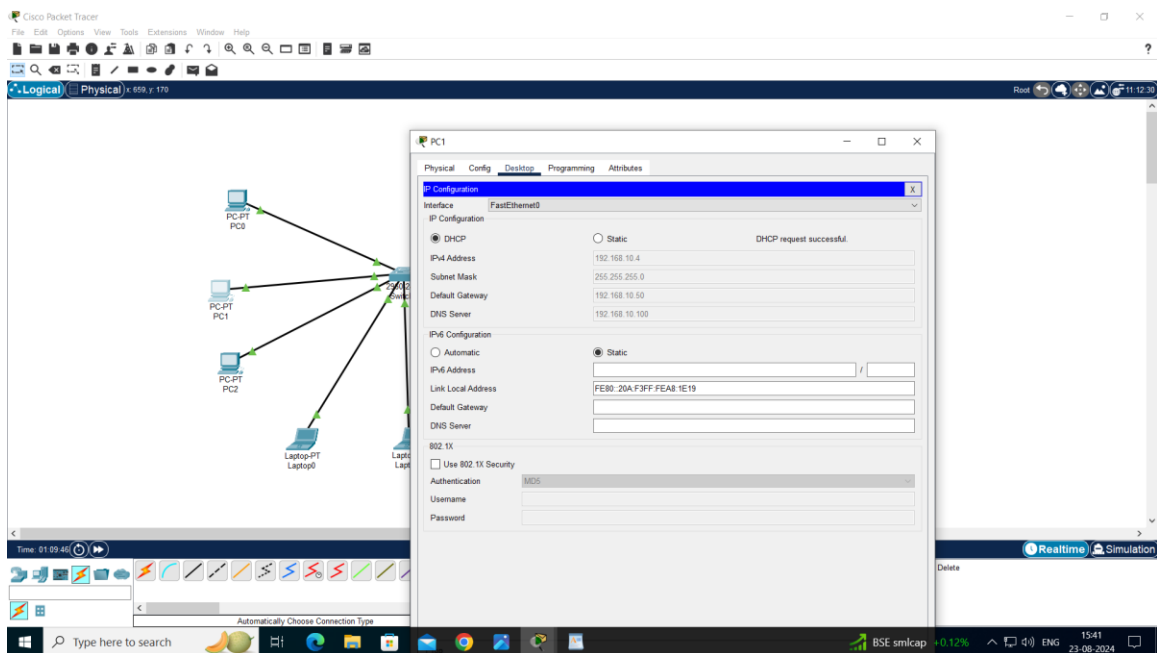 Cisco Packet Tracer
File Edit Options View Tools Extensions Window Help
?
Logical Physical x: 659, y: 170 Root 11:12:30
PC1
Physical Config Desktop Programming Attributes
IP Configuration X
Interface FastEthernet0
IP Configuration
DHCP Static DHCP request successful.
IPv4 Address 192.168.10.4
Subnet Mask 255.255.255.0
Default Gateway 192.168.10.50
DNS Server 192.168.10.100
IPv6 Configuration
Automatic Static
IPv6 Address /
Link Local Address FE80::20A:F3FF:FEA8:1E19
Default Gateway
DNS Server
802.1X
Use 802.1X Security
Authentication MD5
Username
Password
PC-PT
PC0
PC-PT
PC1
PC-PT
PC2
Laptop-PT
Laptop0
Time: 01:09:46 Realtime Simulation
Delete
Automatically Choose Connection Type
Type here to search BSE smlcap +0.12% ENG 15:41
23-08-2024